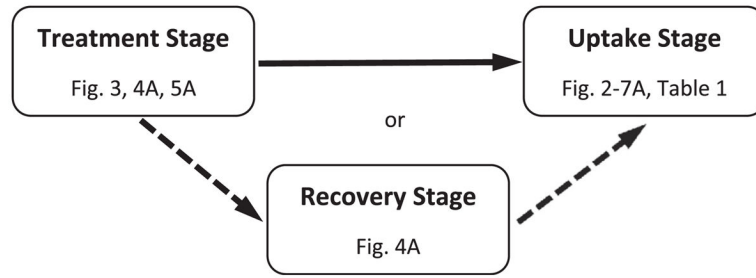 Treatment Stage
Fig. 3, 4A, 5A
Uptake Stage
Fig. 2-7A, Table 1
or
Recovery Stage
Fig. 4A